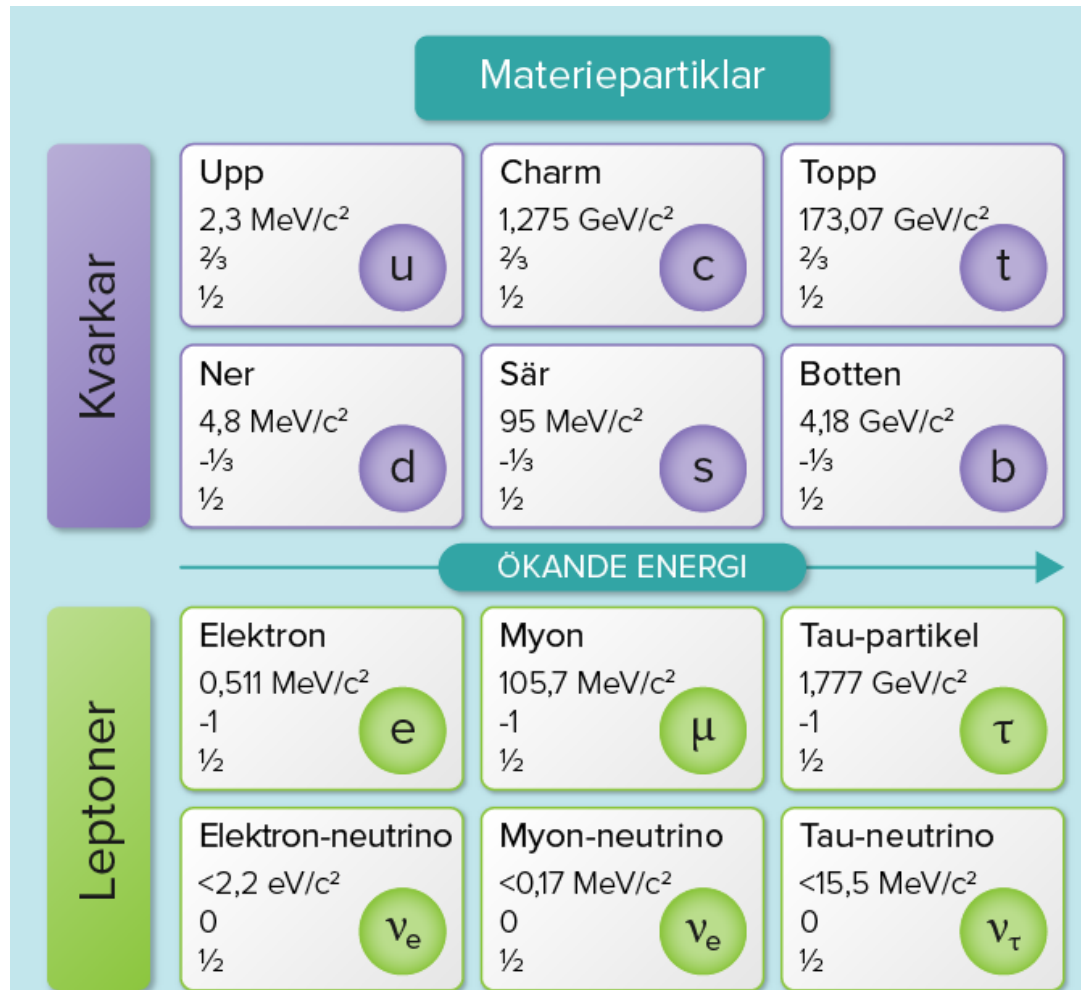 Materiepartiklar
Kvarkar
Upp
2,3 MeV/c²
⅔
½
u
Charm
1,275 GeV/c²
⅔
½
c
Topp
173,07 GeV/c²
⅔
½
t
Ner
4,8 MeV/c²
-⅓
½
d
Sär
95 MeV/c²
-⅓
½
s
Botten
4,18 GeV/c²
-⅓
½
b
ÖKANDE ENERGI
Leptoner
Elektron
0,511 MeV/c²
-1
½
e
Myon
105,7 MeV/c²
-1
½
μ
Tau-partikel
1,777 GeV/c²
-1
½
τ
Elektron-neutrino
<2,2 eV/c²
0
½
νₑ
Myon-neutrino
<0,17 MeV/c²
0
½
νₑ
Tau-neutrino
<15,5 MeV/c²
0
½
ν_τ